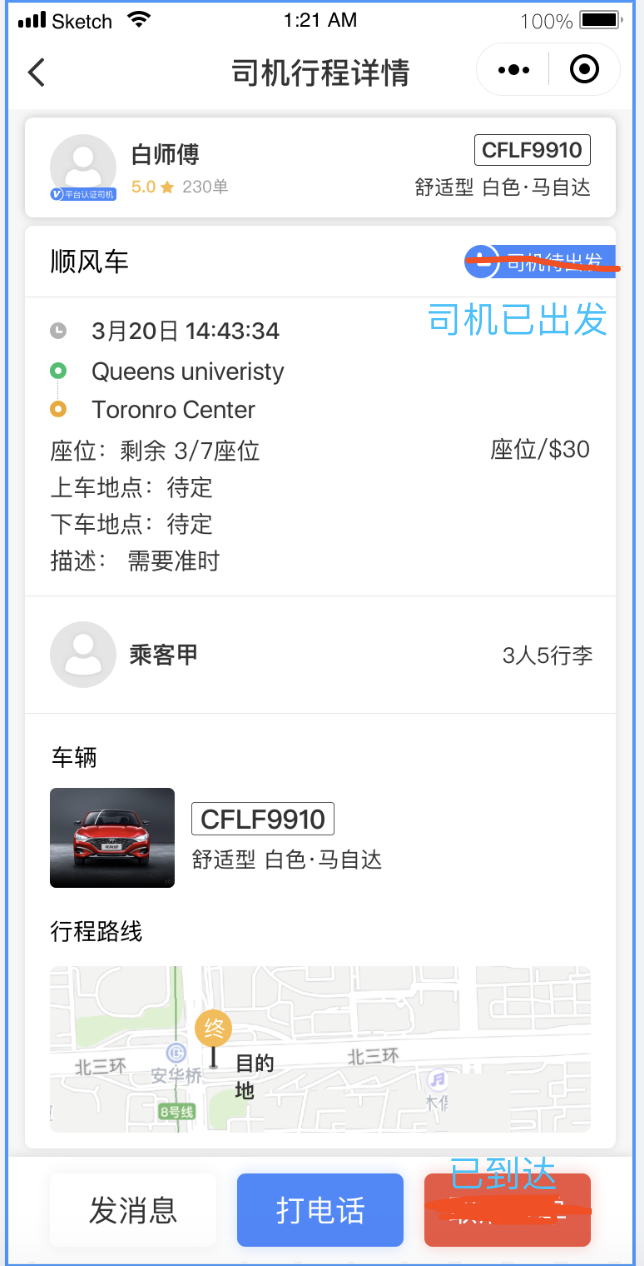 Sketch 1:21 AM 100%
司机行程详情
白师傅 CFLF9910
5.0 230单 舒适型 白色·马自达
平台认证司机
顺风车 司机待出发
司机已出发
3月20日 14:43:34
Queens univeristy
Toronro Center
座位：剩余 3/7座位 座位/$30
上车地点：待定
下车地点：待定
描述： 需要准时
乘客甲 3人5行李
车辆
CFLF9910
舒适型 白色·马自达
行程路线
终
北三环 安华桥 目的地 北三环
8号线
已到达
发消息 打电话